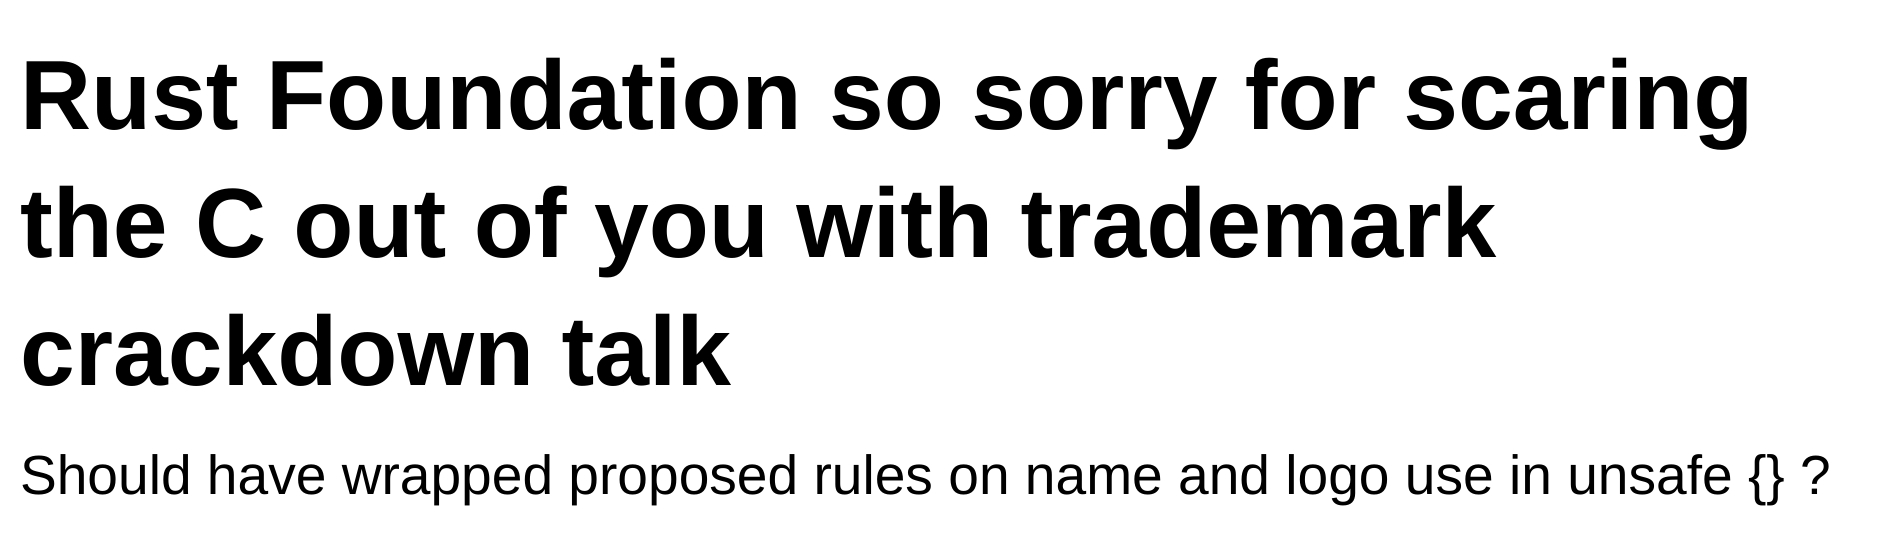 Rust Foundation so sorry for scaring
the C out of you with trademark
crackdown talk
Should have wrapped proposed rules on name and logo use in unsafe {} ?